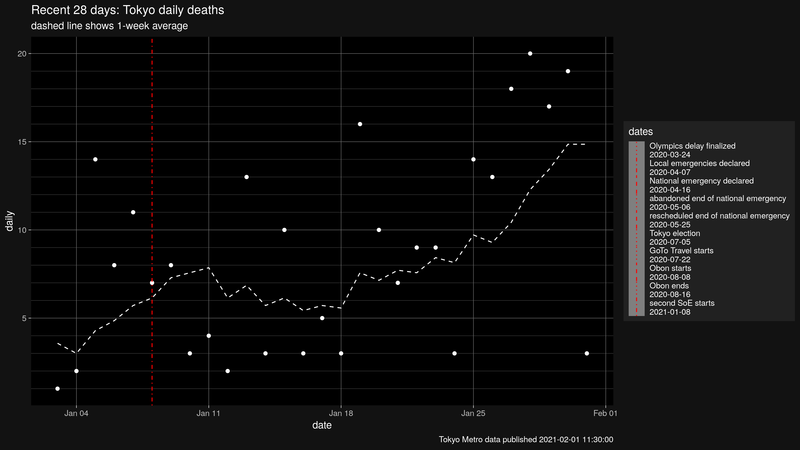 Recent 28 days: Tokyo daily deaths
dashed line shows 1-week average
daily
20
15
10
5
Jan 04
Jan 11
Jan 18
Jan 25
Feb 01
date
Tokyo Metro data published 2021-02-01 11:30:00
dates
Olympics delay finalized
2020-03-24
Local emergencies declared
2020-04-07
National emergency declared
2020-04-16
abandoned end of national emergency
2020-05-06
rescheduled end of national emergency
2020-05-25
Tokyo election
2020-07-05
GoTo Travel starts
2020-07-22
Obon starts
2020-08-08
Obon ends
2020-08-16
second SoE starts
2021-01-08